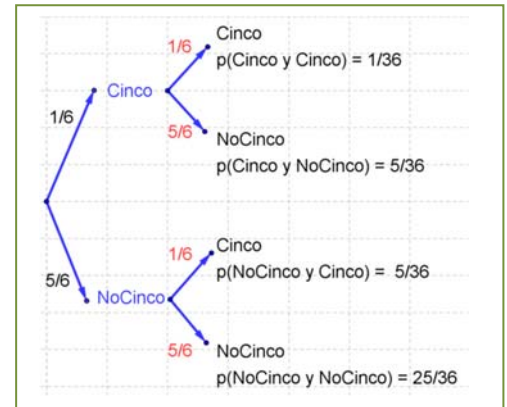 1/6
Cinco
p(Cinco y Cinco) = 1/36
Cinco
1/6
5/6
NoCinco
p(Cinco y NoCinco) = 5/36
1/6
Cinco
p(NoCinco y Cinco) = 5/36
5/6
NoCinco
5/6
NoCinco
p(NoCinco y NoCinco) = 25/36